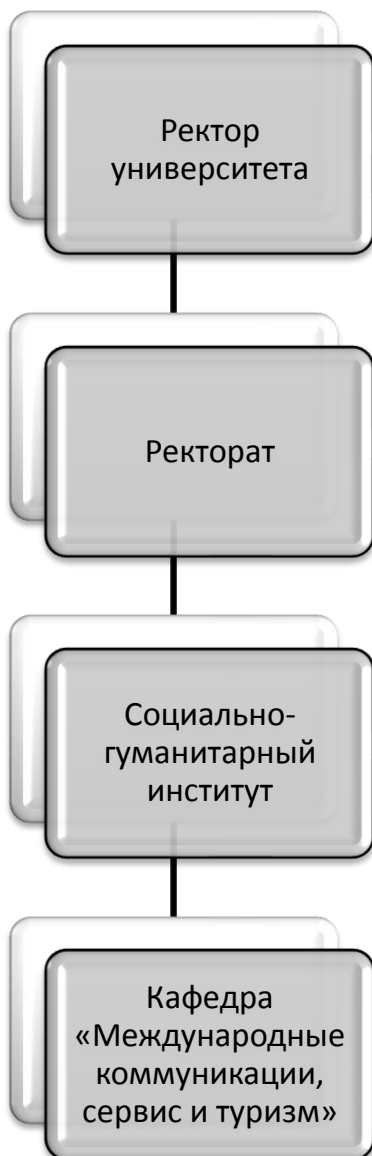 Ректор
университета
Ректорат
Социально-
гуманитарный
институт
Кафедра
«Международные
коммуникации,
сервис и туризм»